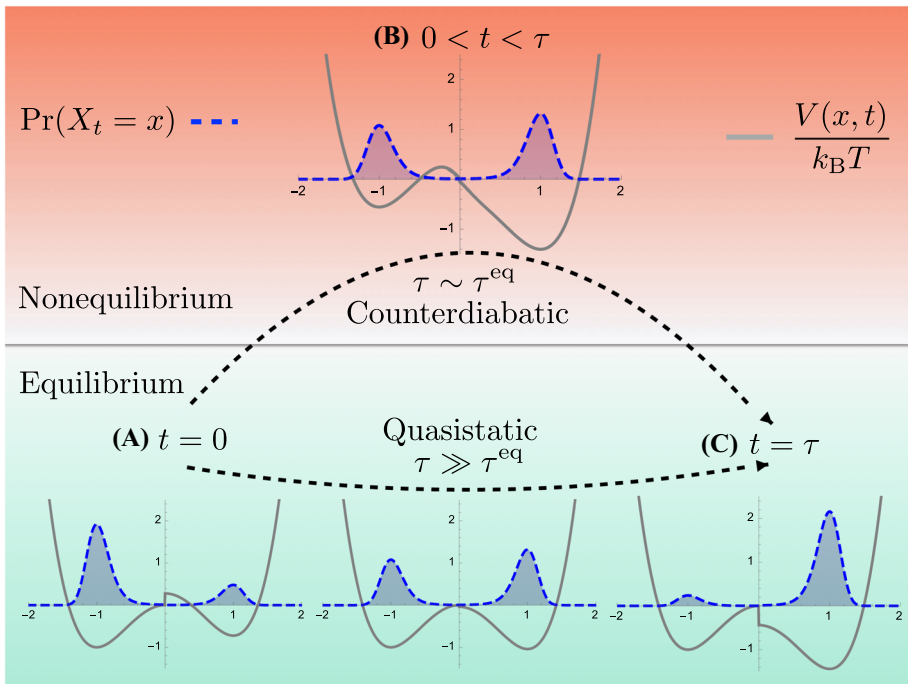 (B) 0 < t < τ
Pr(X_t = x)
V(x, t)
k_B T
2
1
−1
−2
−1
1
2
τ ∼ τ^eq
Counterdiabatic
Nonequilibrium
Equilibrium
(A) t = 0
Quasistatic
τ ≫ τ^eq
(C) t = τ
2
1
−1
−2
−1
1
2
2
1
−1
−2
−1
1
2
2
1
−1
−2
−1
1
2